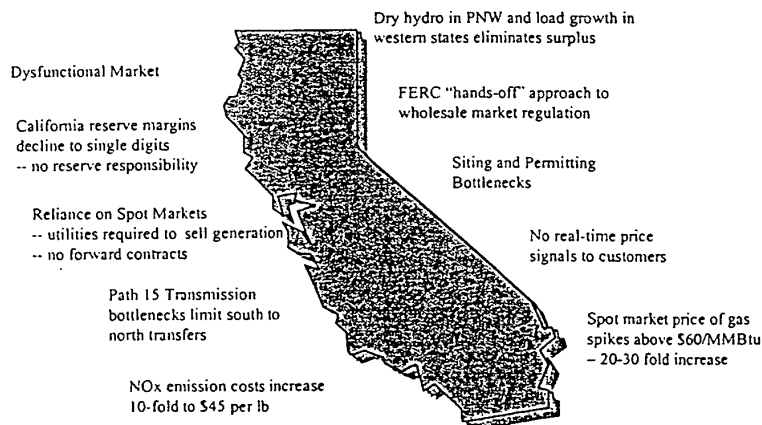 Dry hydro in PNW and load growth in
western states eliminates surplus
Dysfunctional Market
FERC "hands-off" approach to
wholesale market regulation
California reserve margins
decline to single digits
-- no reserve responsibility
Siting and Permitting
Bottlenecks
Reliance on Spot Markets
-- utilities required to sell generation
-- no forward contracts
No real-time price
signals to customers
Path 15 Transmission
bottlenecks limit south to
north transfers
Spot market price of gas
spikes above $60/MMBtu
– 20-30 fold increase
NOx emission costs increase
10-fold to $45 per lb